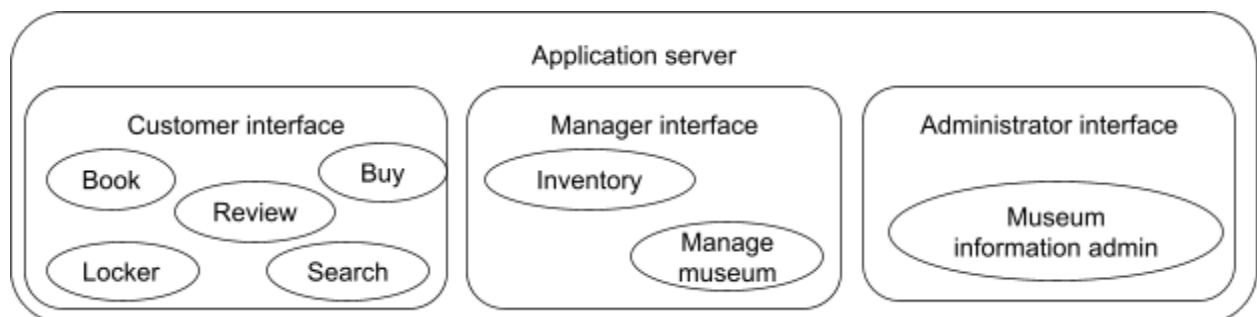 Application server
Customer interface
Book
Buy
Review
Locker
Search
Manager interface
Inventory
Manage
museum
Administrator interface
Museum
information admin